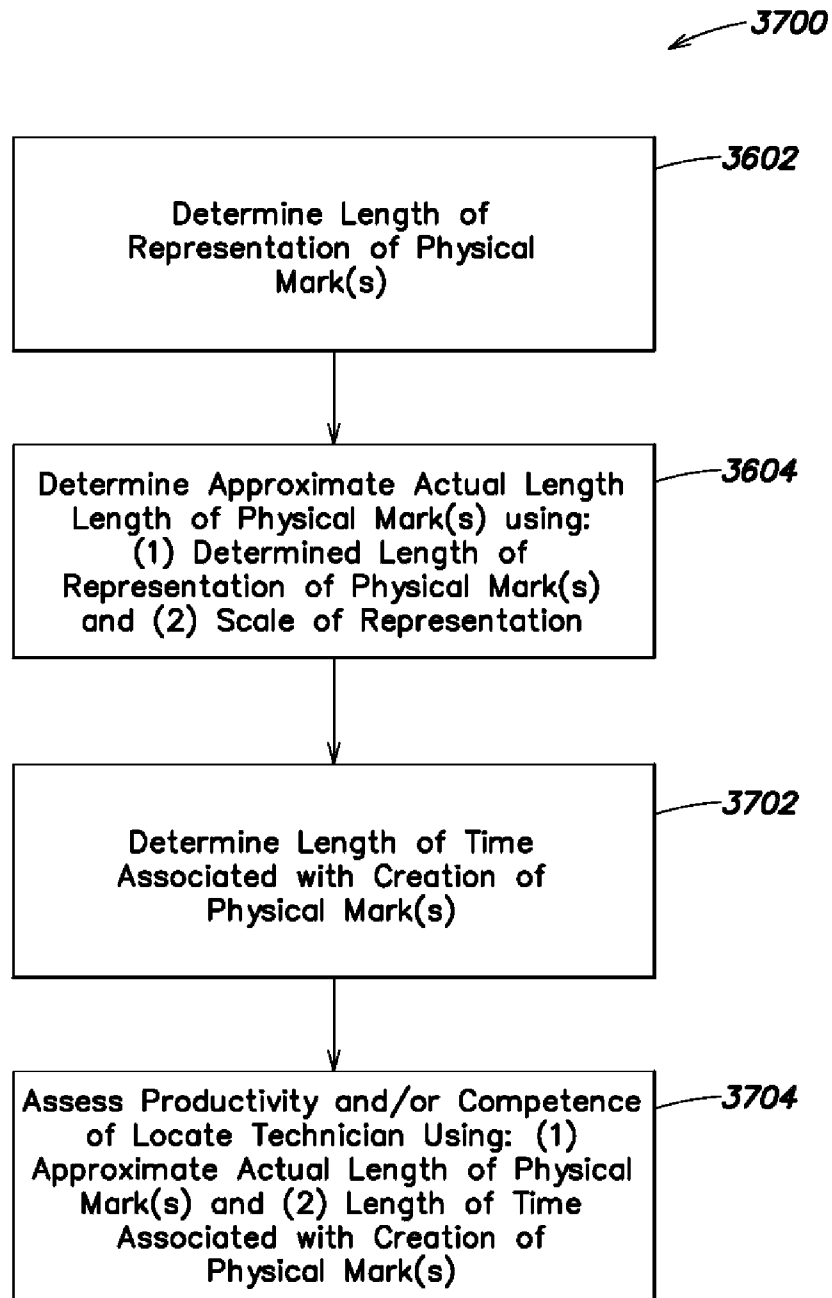 3700
3602
Determine Length of
Representation of Physical
Mark(s)
3604
Determine Approximate Actual Length
Length of Physical Mark(s) using:
(1) Determined Length of
Representation of Physical Mark(s)
and (2) Scale of Representation
3702
Determine Length of Time
Associated with Creation of
Physical Mark(s)
3704
Assess Productivity and/or Competence
of Locate Technician Using: (1)
Approximate Actual Length of Physical
Mark(s) and (2) Length of Time
Associated with Creation of
Physical Mark(s)